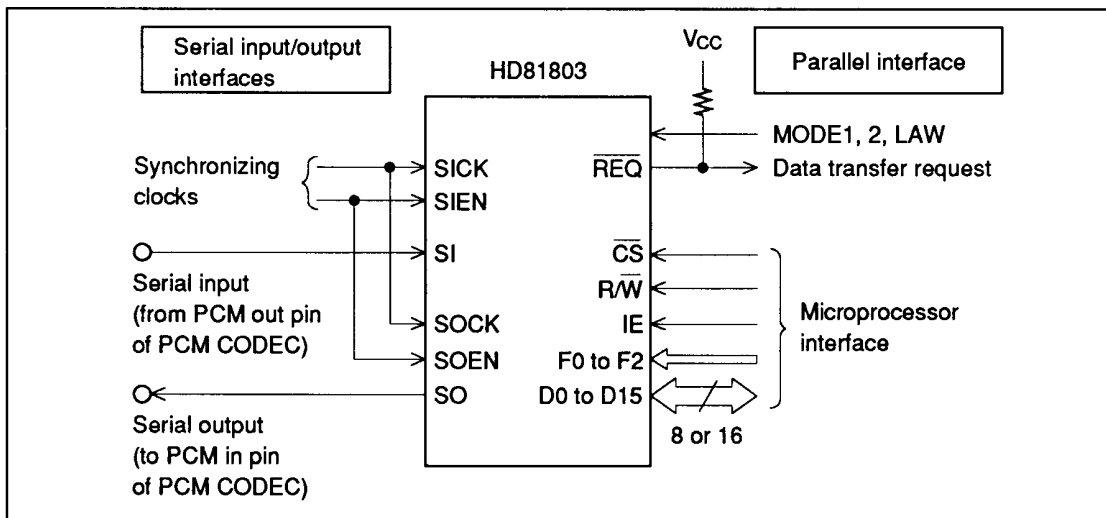 Serial input/output
interfaces
HD81803
VCC
Parallel interface
Synchronizing
clocks
SICK
SIEN
SI
Serial input
(from PCM out pin
of PCM CODEC)
SOCK
SOEN
SO
Serial output
(to PCM in pin
of PCM CODEC)
MODE1, 2, LAW
R̅E̅Q̅
Data transfer request
C̅S̅
R/W̅
IE
F0 to F2
D0 to D15
8 or 16
Microprocessor
interface